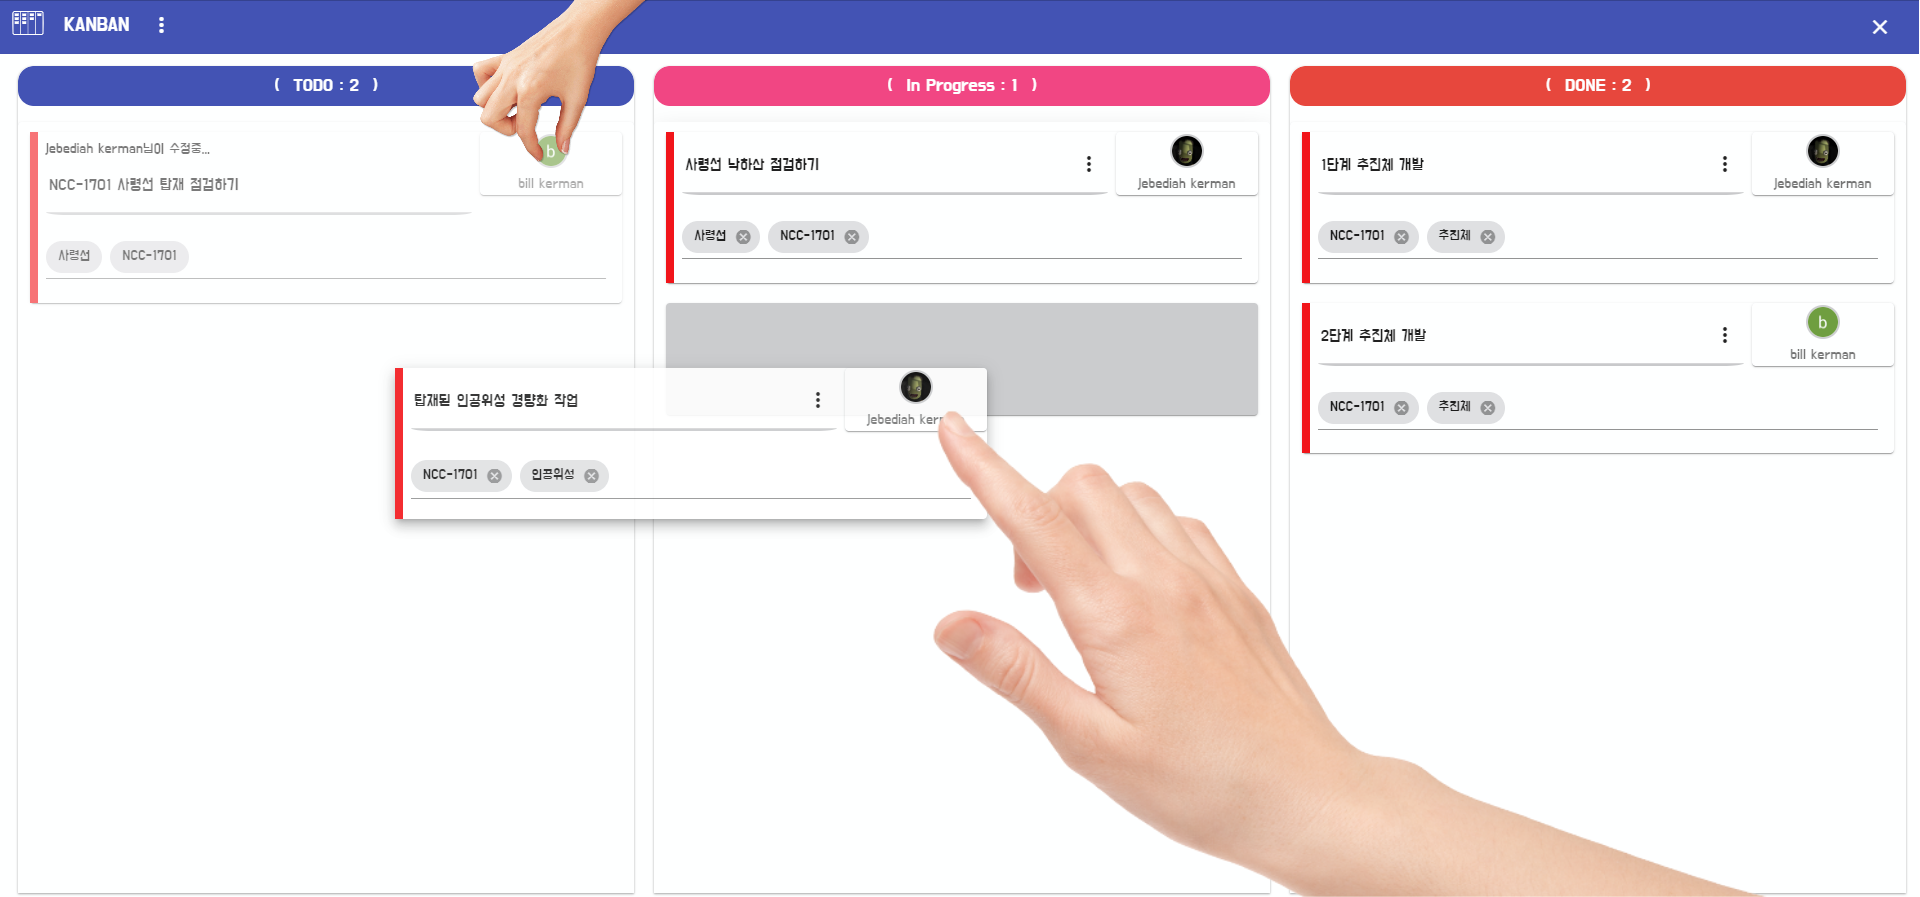 KANBAN
( TODO : 2 )
Jebediah kerman님이 수정중...
NCC-1701 사령선 탑재 점검하기
b
bill kerman
사령선
NCC-1701
( In Progress : 1 )
사령선 낙하산 점검하기
Jebediah kerman
사령선
NCC-1701
탑재될 인공위성 경량화 작업
Jebediah
NCC-1701
인공위성
( DONE : 2 )
1단계 추진체 개발
Jebediah kerman
NCC-1701
추진체
2단계 추진체 개발
b
bill kerman
NCC-1701
추진체